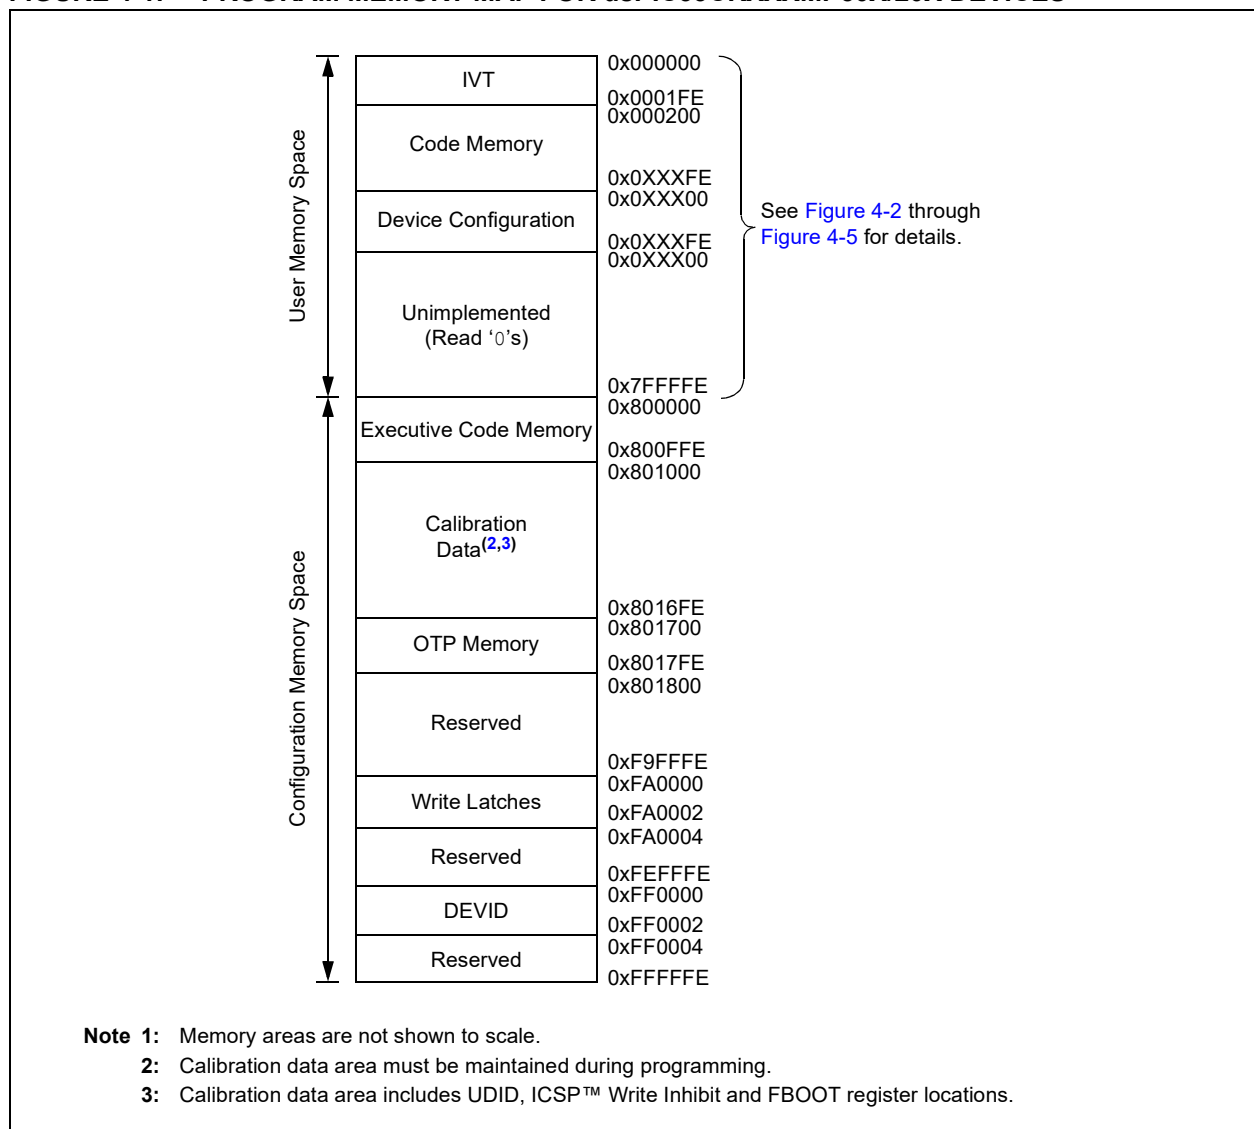 IVT
0x000000
0x0001FE
0x000200
Code Memory
0x0XXXFE
0x0XXX00
Device Configuration
0x0XXXFE
0x0XXX00
See Figure 4-2 through
Figure 4-5 for details.
User Memory Space
Unimplemented
(Read ‘0’s)
0x7FFFFE
0x800000
Executive Code Memory
0x800FFE
0x801000
Calibration
Data(2,3)
0x8016FE
0x801700
OTP Memory
0x8017FE
0x801800
Configuration Memory Space
Reserved
0xF9FFFE
0xFA0000
Write Latches
0xFA0002
0xFA0004
Reserved
0xFEFFFE
0xFF0000
DEVID
0xFF0002
0xFF0004
Reserved
0xFFFFFE
Note 1: Memory areas are not shown to scale.
2: Calibration data area must be maintained during programming.
3: Calibration data area includes UDID, ICSP™ Write Inhibit and FBOOT register locations.